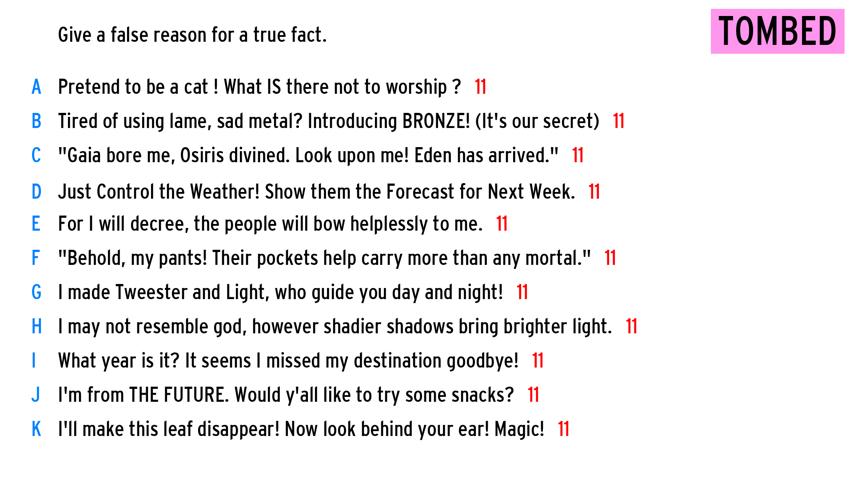 Give a false reason for a true fact.
TOMBED
A Pretend to be a cat ! What IS there not to worship ? 11
B Tired of using lame, sad metal? Introducing BRONZE! (It's our secret) 11
C "Gaia bore me, Osiris divined. Look upon me! Eden has arrived." 11
D Just Control the Weather! Show them the Forecast for Next Week. 11
E For I will decree, the people will bow helplessly to me. 11
F "Behold, my pants! Their pockets help carry more than any mortal." 11
G I made Tweester and Light, who guide you day and night! 11
H I may not resemble god, however shadier shadows bring brighter light. 11
I What year is it? It seems I missed my destination goodbye! 11
J I'm from THE FUTURE. Would y'all like to try some snacks? 11
K I'll make this leaf disappear! Now look behind your ear! Magic! 11